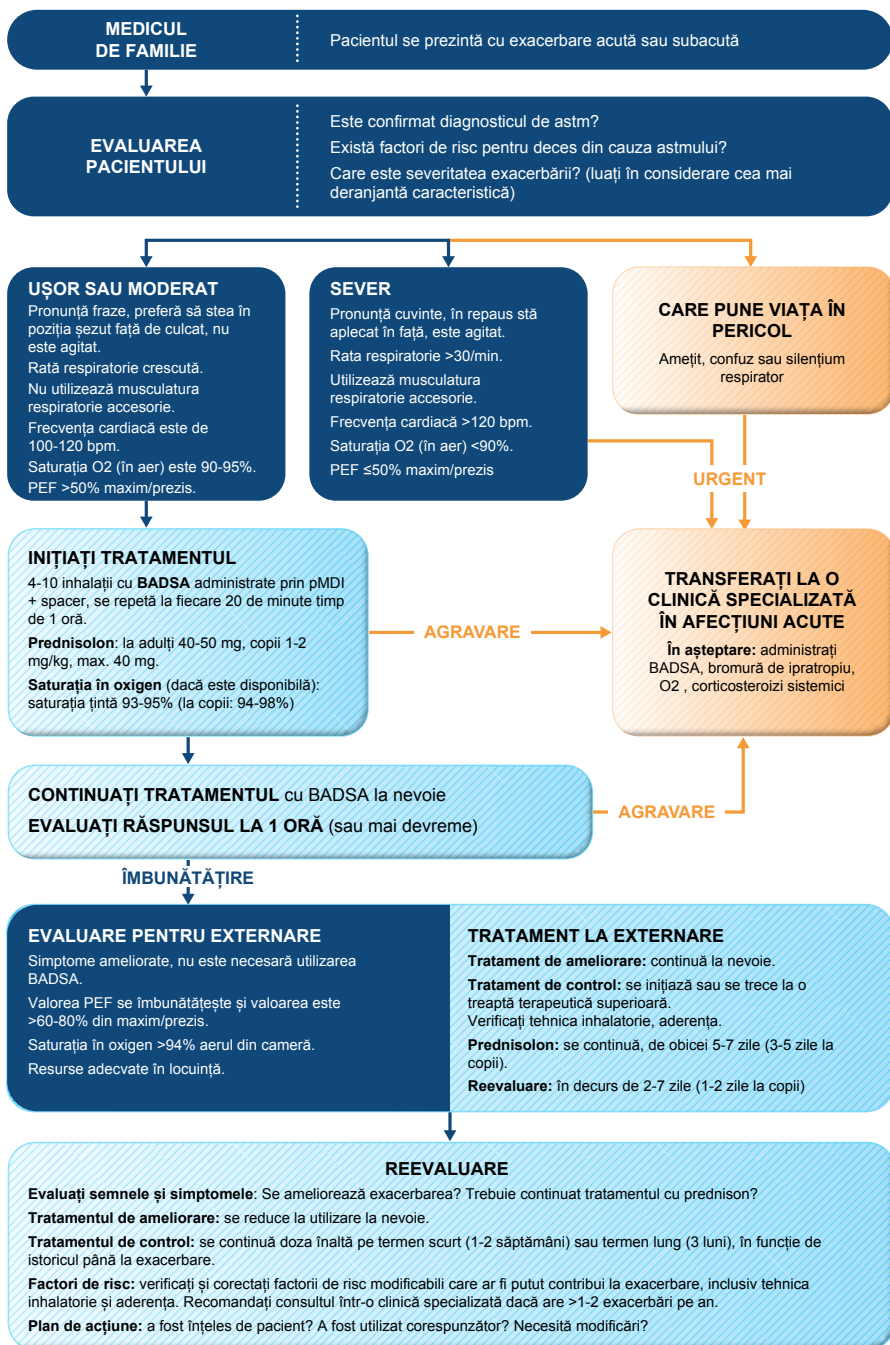 MEDICUL
DE FAMILIE
Pacientul se prezintă cu exacerbare acută sau subacută
EVALUAREA
PACIENTULUI
Este confirmat diagnosticul de astm?
Există factori de risc pentru deces din cauza astmului?
Care este severitatea exacerbării? (luați în considerare cea mai
deranjantă caracteristică)
UȘOR SAU MODERAT
Pronunță fraze, preferă să stea în
poziția șezut față de culcat, nu
este agitat.
Rată respiratorie crescută.
Nu utilizează musculatura
respiratorie accesorie.
Frecvența cardiacă este de
100-120 bpm.
Saturația O2 (în aer) este 90-95%.
PEF >50% maxim/prezis.
SEVER
Pronunță cuvinte, în repaus stă
aplecat în față, este agitat.
Rata respiratorie >30/min.
Utilizează musculatura
respiratorie accesorie.
Frecvența cardiacă >120 bpm.
Saturația O2 (în aer) <90%.
PEF ≤50% maxim/prezis
CARE PUNE VIAȚA ÎN
PERICOL
Amețit, confuz sau silențium
respirator
URGENT
INIȚIAȚI TRATAMENTUL
4-10 inhalații cu BADSA administrate prin pMDI
+ spacer, se repetă la fiecare 20 de minute timp
de 1 oră.
Prednisolon: la adulți 40-50 mg, copii 1-2
mg/kg, max. 40 mg.
Saturația în oxigen (dacă este disponibilă):
saturația țintă 93-95% (la copii: 94-98%)
AGRAVARE
TRANSFERAȚI LA O
CLINICĂ SPECIALIZATĂ
ÎN AFECȚIUNI ACUTE
În așteptare: administrați
BADSA, bromură de ipratropiu,
O2 , corticosteroizi sistemici
CONTINUAȚI TRATAMENTUL cu BADSA la nevoie
EVALUAȚI RĂSPUNSUL LA 1 ORĂ (sau mai devreme)
AGRAVARE
ÎMBUNĂTĂȚIRE
EVALUARE PENTRU EXTERNARE
Simptome ameliorate, nu este necesară utilizarea
BADSA.
Valorea PEF se îmbunătățește și valoarea este
>60-80% din maxim/prezis.
Saturația în oxigen >94% aerul din cameră.
Resurse adecvate în locuință.
TRATAMENT LA EXTERNARE
Tratament de ameliorare: continuă la nevoie.
Tratament de control: se inițiază sau se trece la o
treaptă terapeutică superioară.
Verificați tehnica inhalatorie, aderența.
Prednisolon: se continuă, de obicei 5-7 zile (3-5 zile la
copii).
Reevaluare: în decurs de 2-7 zile (1-2 zile la copii)
REEVALUARE
Evaluați semnele și simptomele: Se ameliorează exacerbarea? Trebuie continuat tratamentul cu prednison?
Tratamentul de ameliorare: se reduce la utilizare la nevoie.
Tratamentul de control: se continuă doza înaltă pe termen scurt (1-2 săptămâni) sau termen lung (3 luni), în funcție de
istoricul până la exacerbare.
Factori de risc: verificați și corectați factorii de risc modificabili care ar fi putut contribui la exacerbare, inclusiv tehnica
inhalatorie și aderența. Recomandați consultul într-o clinică specializată dacă are >1-2 exacerbări pe an.
Plan de acțiune: a fost înțeles de pacient? A fost utilizat corespunzător? Necesită modificări?